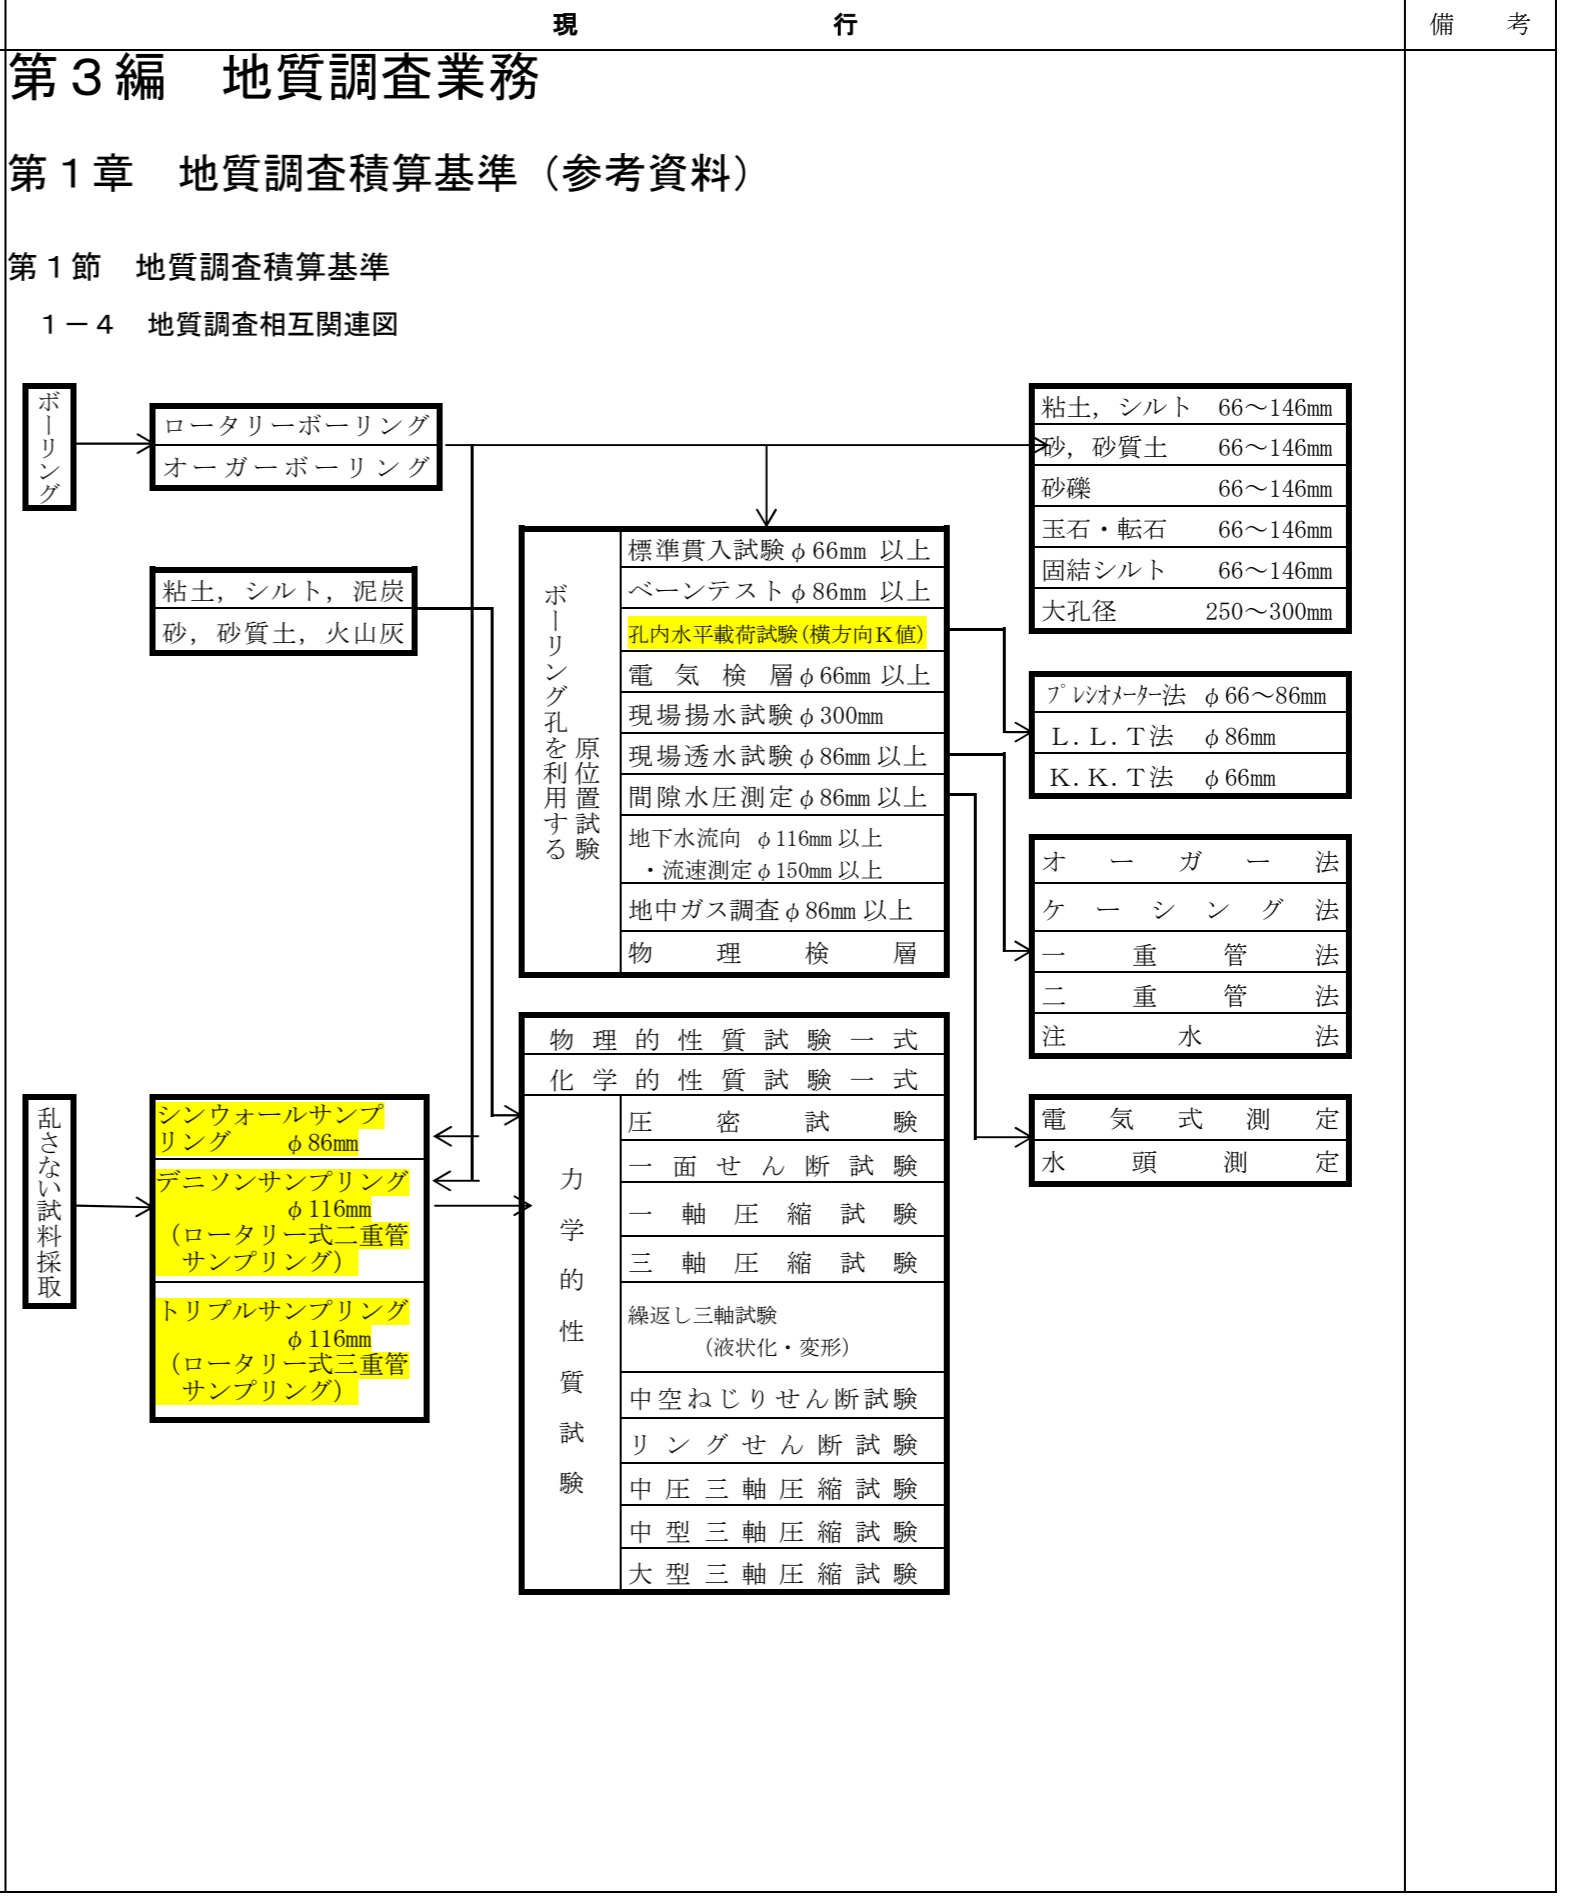 現　行
備　考
第３編　地質調査業務
第１章　地質調査積算基準（参考資料）
第１節　地質調査積算基準
１－４　地質調査相互関連図
ボーリング
ロータリーボーリング
オーガーボーリング
粘土，シルト　66～146mm
砂，砂質土　66～146mm
砂礫　66～146mm
玉石・転石　66～146mm
固結シルト　66～146mm
大孔径　250～300mm
粘土，シルト，泥炭
砂，砂質土，火山灰
ボーリング孔を利用する
原位置試験
標準貫入試験φ66mm 以上
ベーンテストφ86mm 以上
孔内水平載荷試験(横方向Ｋ値)
電気検層φ66mm 以上
現場揚水試験φ300mm
現場透水試験φ86mm 以上
間隙水圧測定φ86mm 以上
地下水流向　φ116mm 以上
・流速測定φ150mm 以上
地中ガス調査φ86mm 以上
物理検層
ﾌﾟﾚｼｵﾒｰﾀｰ法　φ66～86mm
Ｌ．Ｌ．Ｔ法　φ86mm
Ｋ．Ｋ．Ｔ法　φ66mm
オーガー法
ケーシング法
一重管法
二重管法
注水法
電気式測定
水頭測定
乱さない試料採取
シンウォールサンプ
リング　φ86mm
デニソンサンプリング
φ116mm
（ロータリー式二重管
サンプリング）
トリプルサンプリング
φ116mm
（ロータリー式三重管
サンプリング）
物理的性質試験一式
化学的性質試験一式
力学的性質試験
圧密試験
一面せん断試験
一軸圧縮試験
三軸圧縮試験
繰返し三軸試験
（液状化・変形）
中空ねじりせん断試験
リングせん断試験
中圧三軸圧縮試験
中型三軸圧縮試験
大型三軸圧縮試験